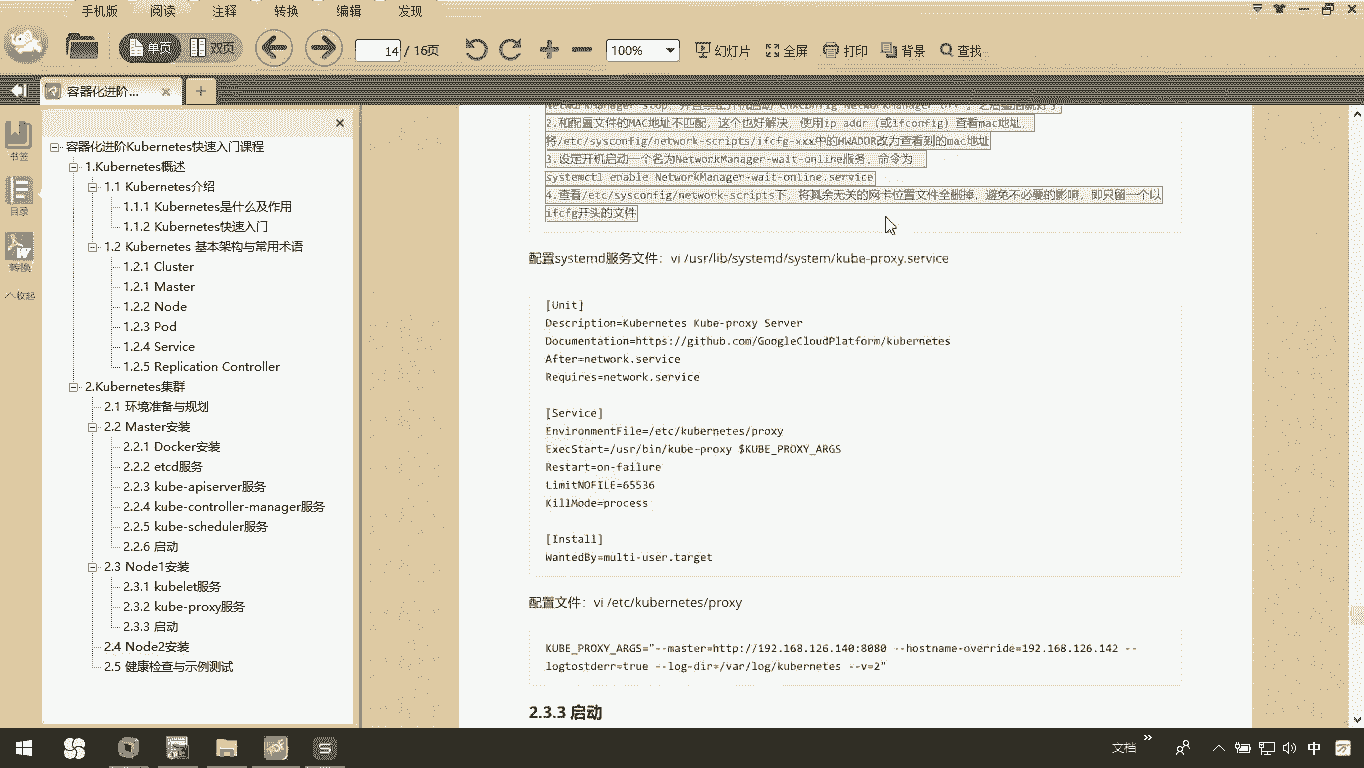 手机版 阅读 注释 转换 编辑 发现
单页 双页 14 / 16页 100% 幻灯片 全屏 打印 背景 查找
容器化进阶...
书签
目录
转换
收起
容器化进阶Kubernetes快速入门课程
1.Kubernetes概述
1.1 Kubernetes介绍
1.1.1 Kubernetes是什么及作用
1.1.2 Kubernetes快速入门
1.2 Kubernetes 基本架构与常用术语
1.2.1 Cluster
1.2.1 Master
1.2.2 Node
1.2.3 Pod
1.2.4 Service
1.2.5 Replication Controller
2.Kubernetes集群
2.1 环境准备与规划
2.2 Master安装
2.2.1 Docker安装
2.2.2 etcd服务
2.2.3 kube-apiserver服务
2.2.4 kube-controller-manager服务
2.2.5 kube-scheduler服务
2.2.6 启动
2.3 Node1安装
2.3.1 kubelet服务
2.3.2 kube-proxy服务
2.3.3 启动
2.4 Node2安装
2.5 健康检查与示例测试
2.和配置文件的MAC地址不匹配，这个也好解决，使用ip addr（或ifconfig）查看mac地址，
将/etc/sysconfig/network-scripts/ifcfg-xxx中的HWADDR改为查看到的mac地址
3.设定开机启动一个名为NetworkManager-wait-online服务，命令为
systemctl enable NetworkManager-wait-online.service
4.查看/etc/sysconfig/network-scripts下，将其余无关的网卡位置文件全删掉，避免不必要的影响，即只留一个以
ifcfg开头的文件
配置systemd服务文件：vi /usr/lib/systemd/system/kube-proxy.service
[Unit]
Description=Kubernetes Kube-proxy Server
Documentation=https://github.com/GoogleCloudPlatform/kubernetes
After=network.service
Requires=network.service
[Service]
EnvironmentFile=/etc/kubernetes/proxy
ExecStart=/usr/bin/kube-proxy $KUBE_PROXY_ARGS
Restart=on-failure
LimitNOFILE=65536
KillMode=process
[Install]
WantedBy=multi-user.target
配置文件：vi /etc/kubernetes/proxy
KUBE_PROXY_ARGS="--master=http://192.168.126.140:8080 --hostname-override=192.168.126.142 --
logtostderr=true --log-dir=/var/log/kubernetes --v=2"
2.3.3 启动
文档 中